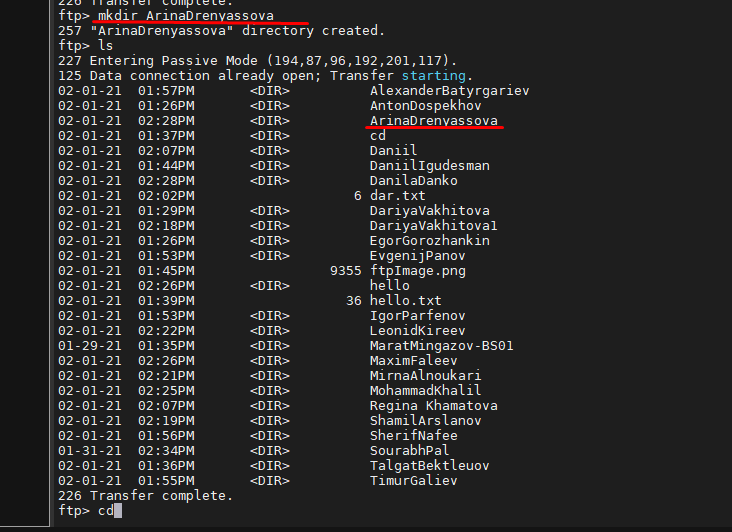 226 Transfer complete.
ftp> mkdir ArinaDrenyassova
257 "ArinaDrenyassova" directory created.
ftp> ls
227 Entering Passive Mode (194,87,96,192,201,117).
125 Data connection already open; Transfer starting.
02-01-21  01:57PM       <DIR>          AlexanderBatyrgariev
02-01-21  01:26PM       <DIR>          AntonDospekhov
02-01-21  02:28PM       <DIR>          ArinaDrenyassova
02-01-21  01:37PM       <DIR>          cd
02-01-21  02:07PM       <DIR>          Daniil
02-01-21  01:44PM       <DIR>          DaniilIgudesman
02-01-21  02:28PM       <DIR>          DanilaDanko
02-01-21  02:02PM                    6 dar.txt
02-01-21  01:29PM       <DIR>          DariyaVakhitova
02-01-21  02:18PM       <DIR>          DariyaVakhitova1
02-01-21  01:26PM       <DIR>          EgorGorozhankin
02-01-21  01:53PM       <DIR>          EvgenijPanov
02-01-21  01:45PM                 9355 ftpImage.png
02-01-21  02:26PM       <DIR>          hello
02-01-21  01:39PM                   36 hello.txt
02-01-21  01:53PM       <DIR>          IgorParfenov
02-01-21  02:22PM       <DIR>          LeonidKireev
01-29-21  01:35PM       <DIR>          MaratMingazov-BS01
02-01-21  02:26PM       <DIR>          MaximFaleev
02-01-21  02:21PM       <DIR>          MirnaAlnoukari
02-01-21  02:25PM       <DIR>          MohammadKhalil
02-01-21  02:07PM       <DIR>          Regina Khamatova
02-01-21  02:19PM       <DIR>          ShamilArslanov
02-01-21  01:56PM       <DIR>          SherifNafee
01-31-21  02:34PM       <DIR>          SourabhPal
02-01-21  01:36PM       <DIR>          TalgatBektleuov
02-01-21  01:55PM       <DIR>          TimurGaliev
226 Transfer complete.
ftp> cd